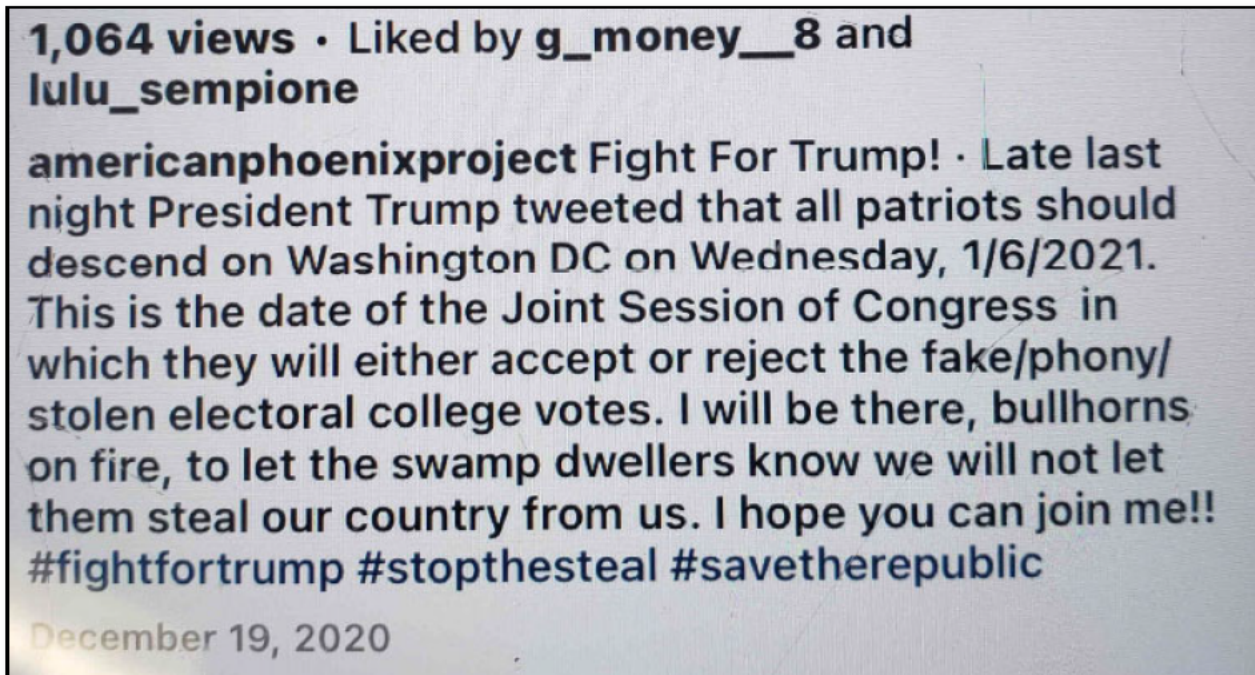 1,064 views · Liked by g_money__8 and
lulu_sempione
americanphoenixproject Fight For Trump! · Late last
night President Trump tweeted that all patriots should
descend on Washington DC on Wednesday, 1/6/2021.
This is the date of the Joint Session of Congress in
which they will either accept or reject the fake/phony/
stolen electoral college votes. I will be there, bullhorns
on fire, to let the swamp dwellers know we will not let
them steal our country from us. I hope you can join me!!
#fightfortrump #stopthesteal #savetherepublic
December 19, 2020